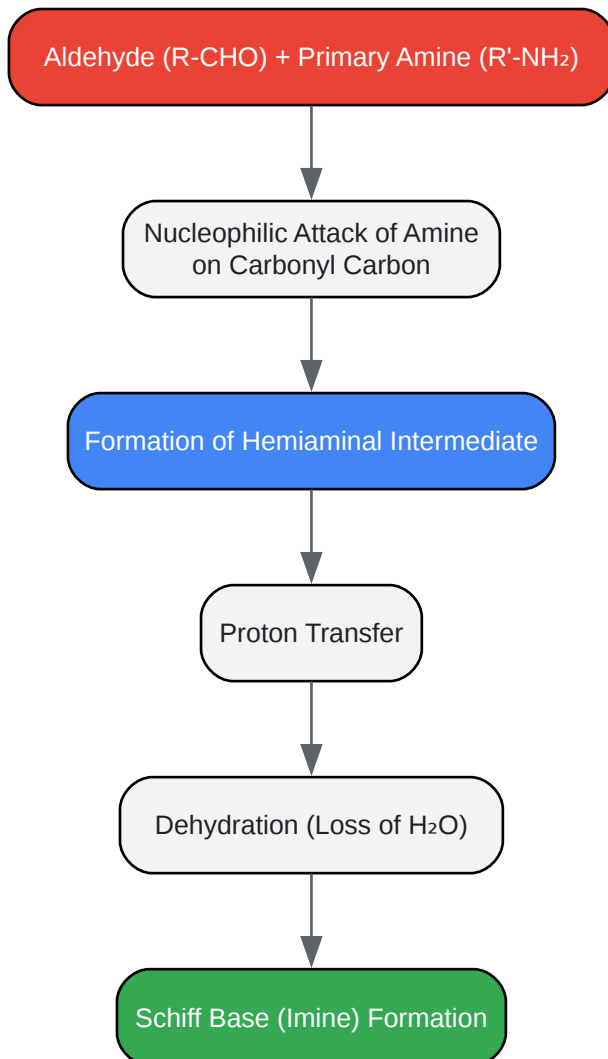 Aldehyde (R-CHO) + Primary Amine (R'-NH₂)
Nucleophilic Attack of Amine
on Carbonyl Carbon
Formation of Hemiaminal Intermediate
Proton Transfer
Dehydration (Loss of H₂O)
Schiff Base (Imine) Formation